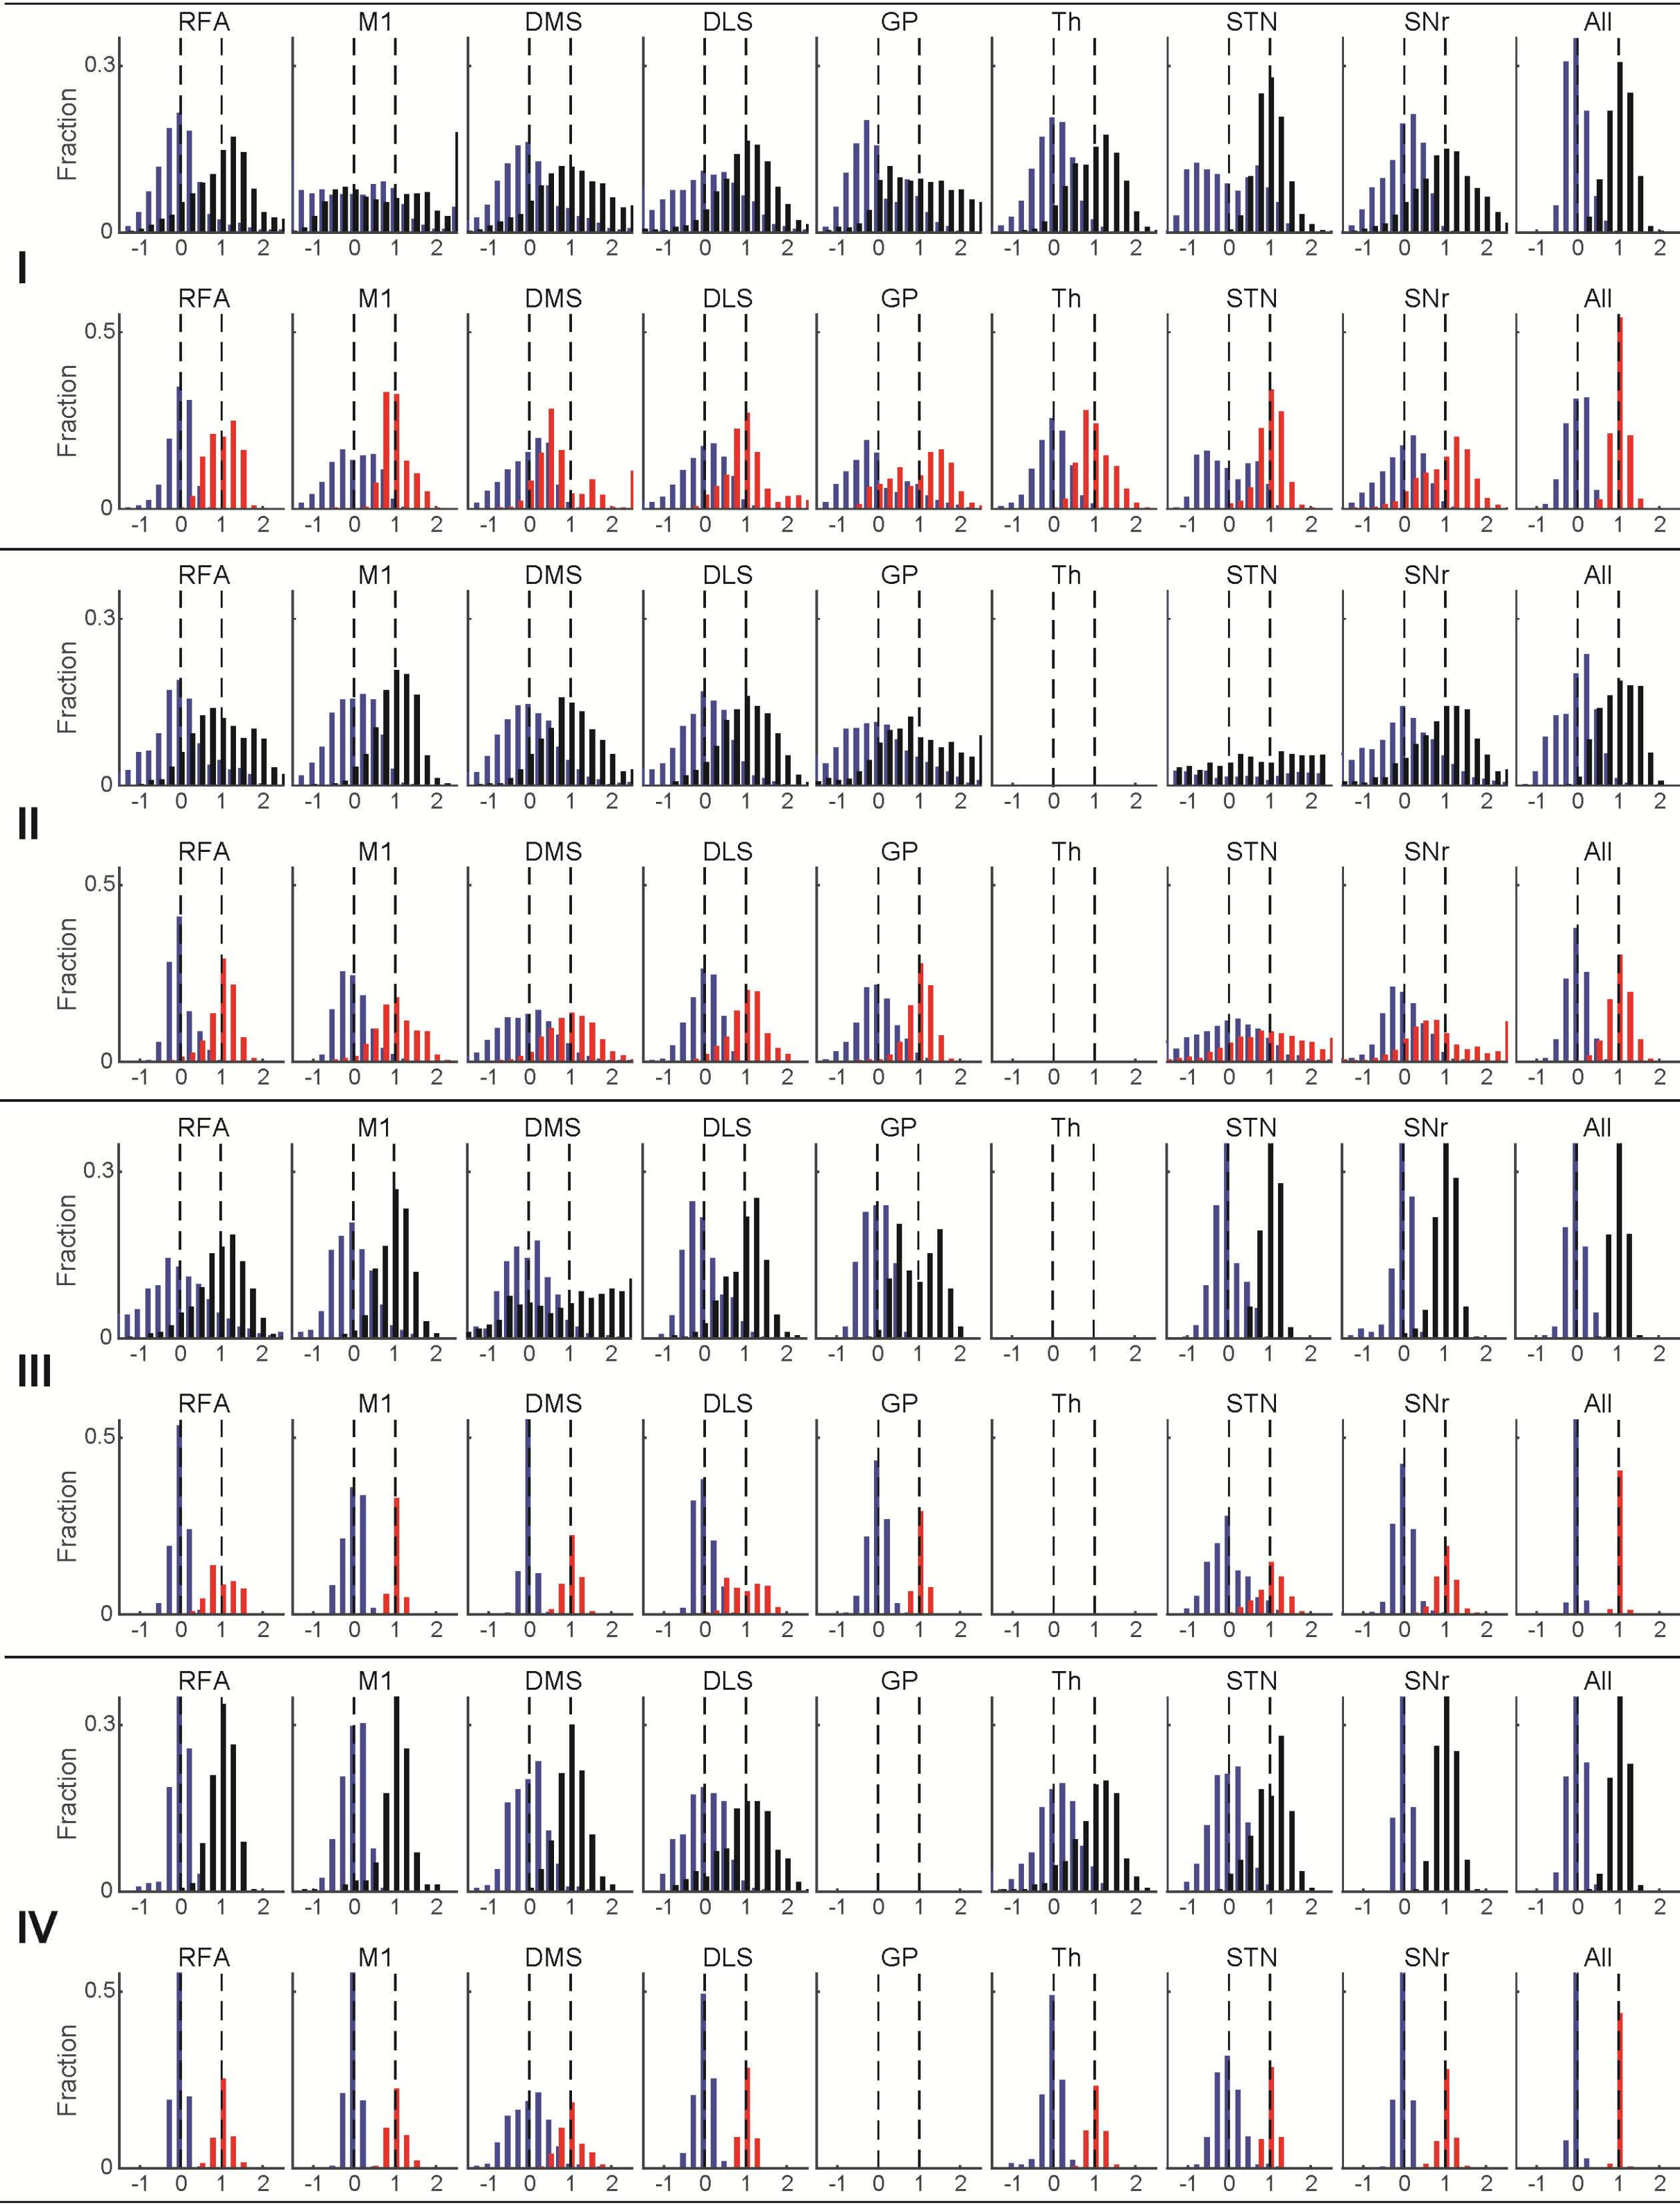 RFA M1 DMS DLS GP Th STN SNr All
0.3
Fraction
0
-1 0 1 2 -1 0 1 2 -1 0 1 2 -1 0 1 2 -1 0 1 2 -1 0 1 2 -1 0 1 2 -1 0 1 2 -1 0 1 2
I
RFA M1 DMS DLS GP Th STN SNr All
0.5
Fraction
0
-1 0 1 2 -1 0 1 2 -1 0 1 2 -1 0 1 2 -1 0 1 2 -1 0 1 2 -1 0 1 2 -1 0 1 2 -1 0 1 2
RFA M1 DMS DLS GP Th STN SNr All
0.3
Fraction
0
-1 0 1 2 -1 0 1 2 -1 0 1 2 -1 0 1 2 -1 0 1 2 -1 0 1 2 -1 0 1 2 -1 0 1 2 -1 0 1 2
II
RFA M1 DMS DLS GP Th STN SNr All
0.5
Fraction
0
-1 0 1 2 -1 0 1 2 -1 0 1 2 -1 0 1 2 -1 0 1 2 -1 0 1 2 -1 0 1 2 -1 0 1 2 -1 0 1 2
RFA M1 DMS DLS GP Th STN SNr All
0.3
Fraction
0
-1 0 1 2 -1 0 1 2 -1 0 1 2 -1 0 1 2 -1 0 1 2 -1 0 1 2 -1 0 1 2 -1 0 1 2 -1 0 1 2
III
RFA M1 DMS DLS GP Th STN SNr All
0.5
Fraction
0
-1 0 1 2 -1 0 1 2 -1 0 1 2 -1 0 1 2 -1 0 1 2 -1 0 1 2 -1 0 1 2 -1 0 1 2 -1 0 1 2
RFA M1 DMS DLS GP Th STN SNr All
0.3
Fraction
0
-1 0 1 2 -1 0 1 2 -1 0 1 2 -1 0 1 2 -1 0 1 2 -1 0 1 2 -1 0 1 2 -1 0 1 2 -1 0 1 2
IV
RFA M1 DMS DLS GP Th STN SNr All
0.5
Fraction
0
-1 0 1 2 -1 0 1 2 -1 0 1 2 -1 0 1 2 -1 0 1 2 -1 0 1 2 -1 0 1 2 -1 0 1 2 -1 0 1 2